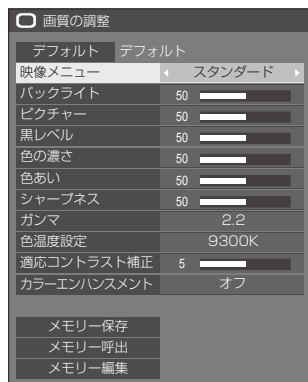 画質の調整
デフォルト デフォルト
映像メニュー スタンダード
バックライト 50
ピクチャー 50
黒レベル 50
色の濃さ 50
色あい 50
シャープネス 50
ガンマ 2.2
色温度設定 9300K
適応コントラスト補正 5
カラーエンハンスメント オフ
メモリー保存
メモリー呼出
メモリー編集